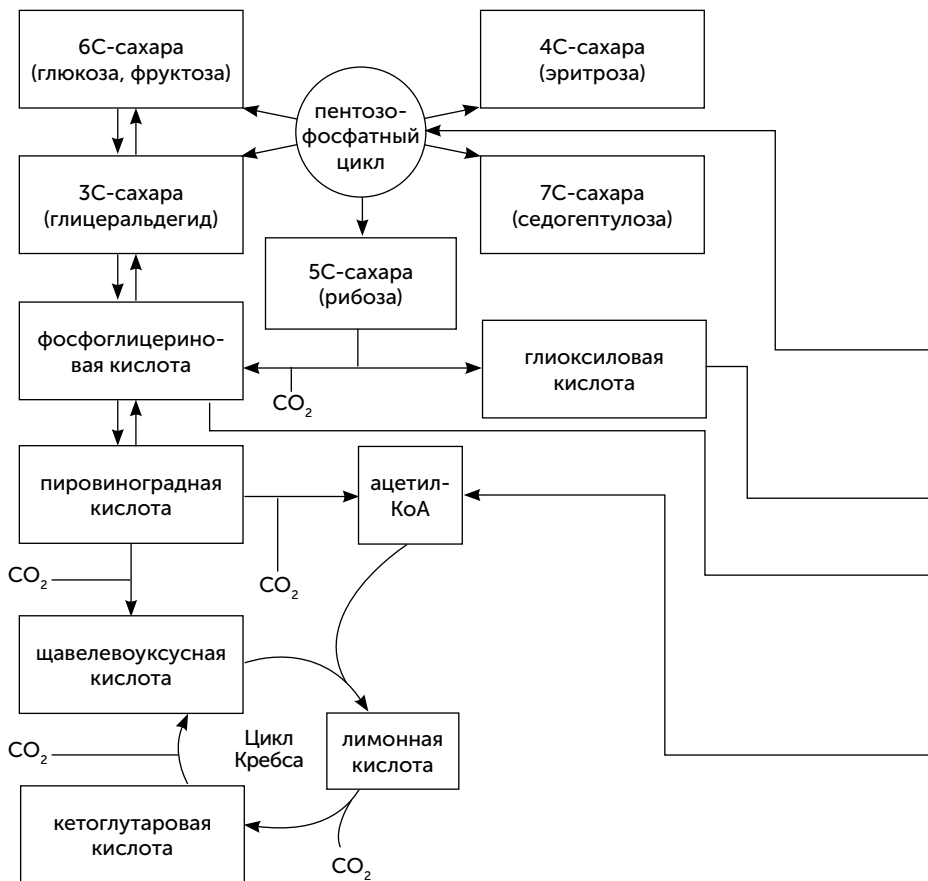 6С-сахара
(глюкоза, фруктоза)
4С-сахара
(эритроза)
пентозо-
фосфатный
цикл
3С-сахара
(глицеральдегид)
7С-сахара
(седогептулоза)
5С-сахара
(рибоза)
фосфоглицерино-
вая кислота
глиоксиловая
кислота
CO₂
пировиноградная
кислота
ацетил-
КоА
CO₂
CO₂
щавелевоуксусная
кислота
CO₂
Цикл
Кребса
лимонная
кислота
кетоглутаровая
кислота
CO₂